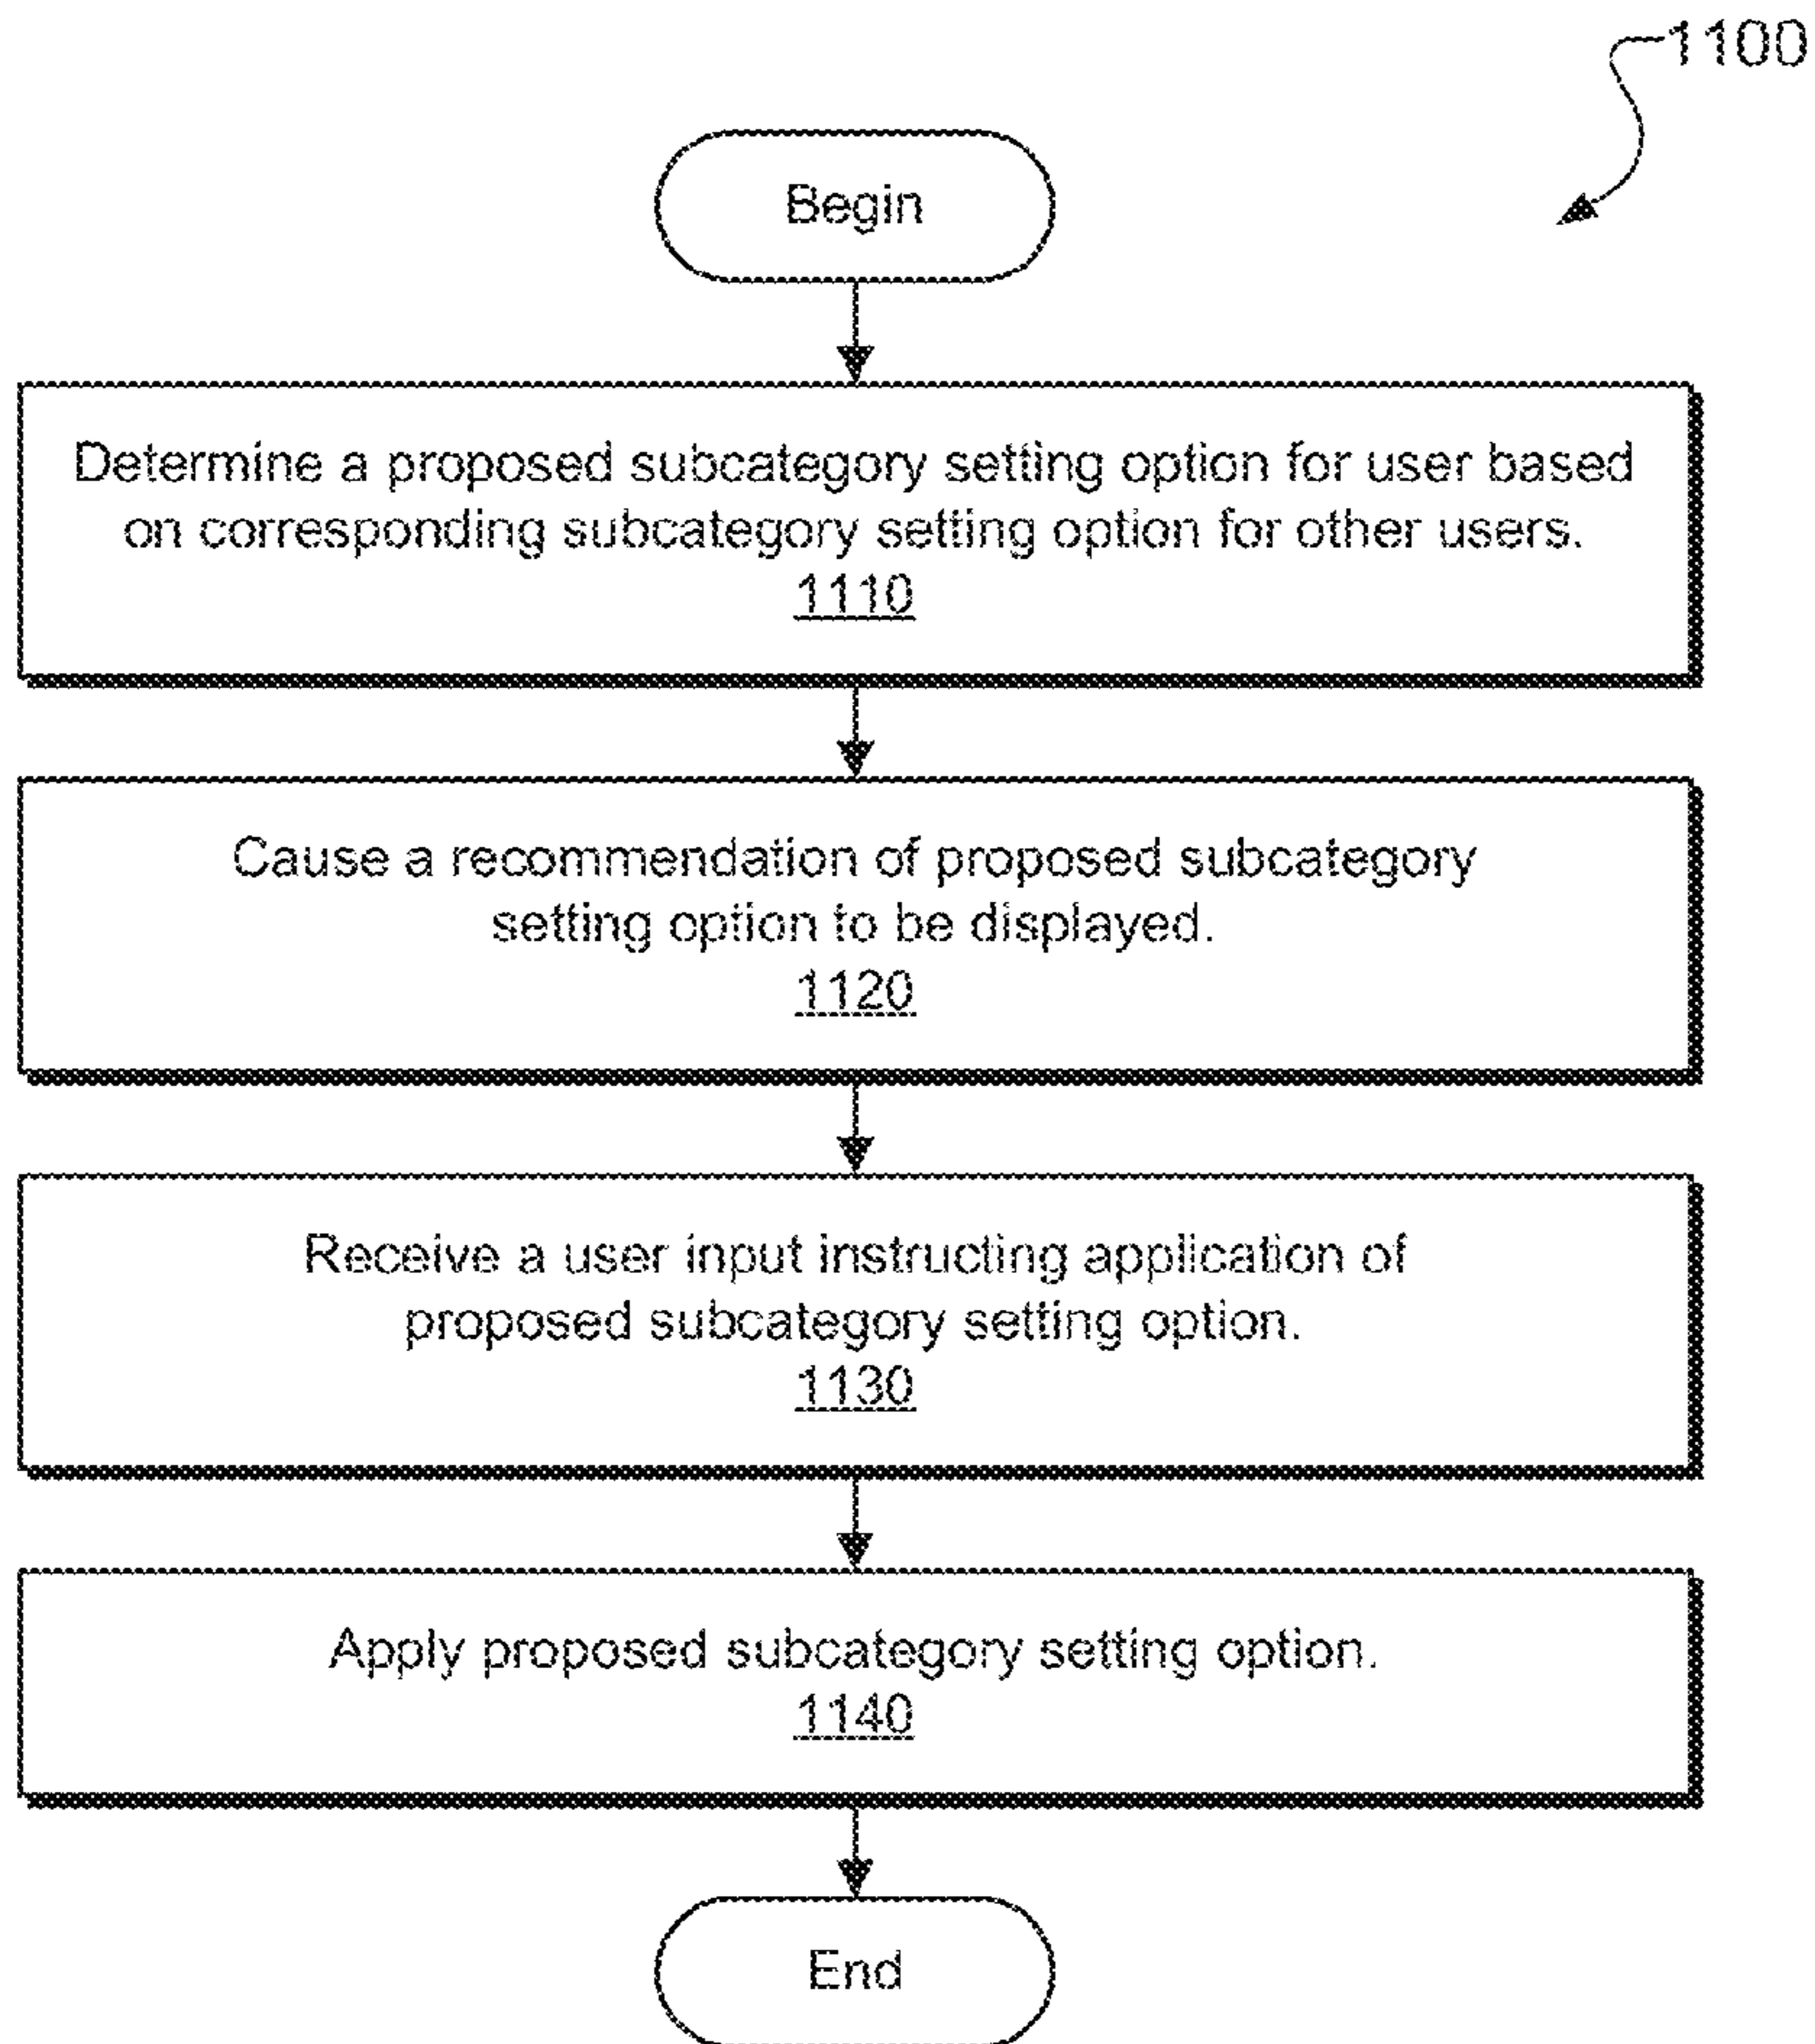 1100
Begin
Determine a proposed subcategory setting option for user based
on corresponding subcategory setting option for other users.
1110
Cause a recommendation of proposed subcategory
setting option to be displayed.
1120
Receive a user input instructing application of
proposed subcategory setting option.
1130
Apply proposed subcategory setting option.
1140
End